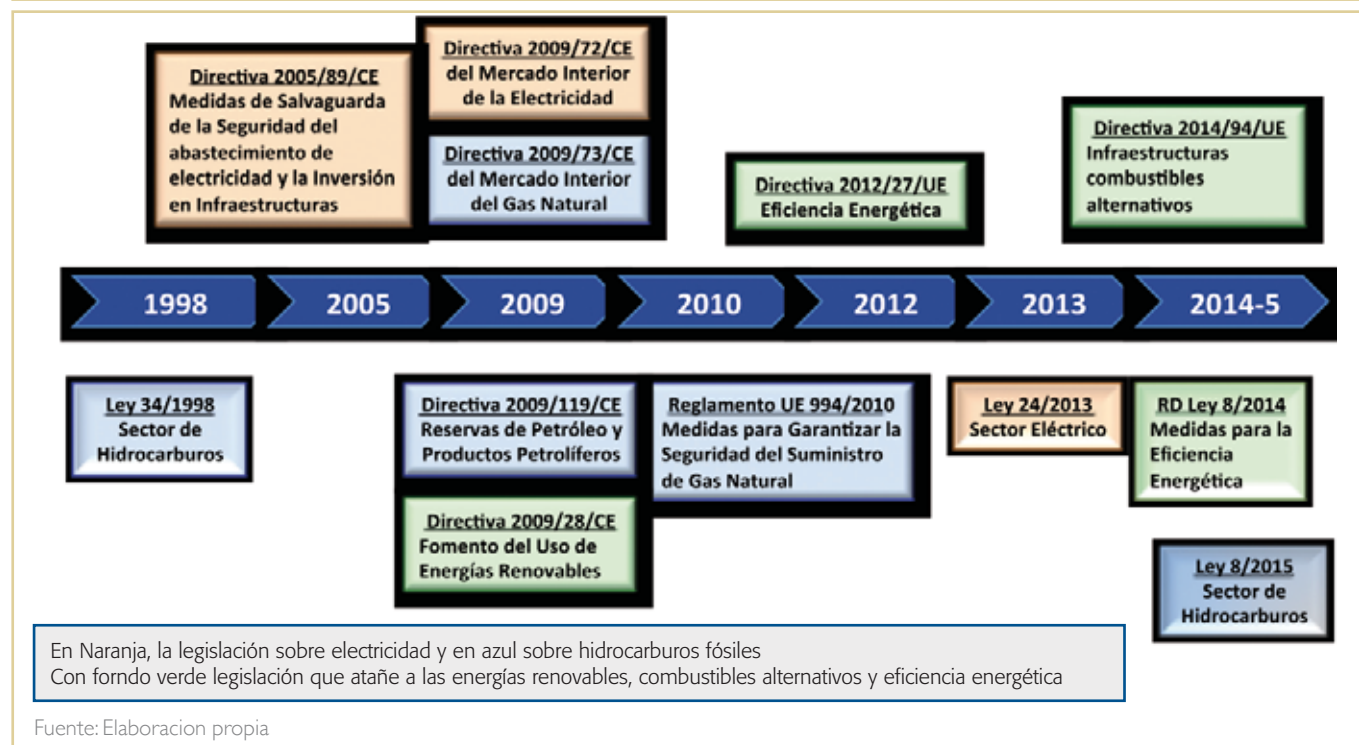 Directiva 2005/89/CE
Medidas de Salvaguarda
de la Seguridad del
abastecimiento de
electricidad y la Inversión
en Infraestructuras
Directiva 2009/72/CE
del Mercado Interior
de la Electricidad
Directiva 2009/73/CE
del Mercado Interior
del Gas Natural
Directiva 2012/27/UE
Eficiencia Energética
Directiva 2014/94/UE
Infraestructuras
combustibles
alternativos
1998
2005
2009
2010
2012
2013
2014-5
Ley 34/1998
Sector de
Hidrocarburos
Directiva 2009/119/CE
Reservas de Petróleo y
Productos Petrolíferos
Directiva 2009/28/CE
Fomento del Uso de
Energías Renovables
Reglamento UE 994/2010
Medidas para Garantizar la
Seguridad del Suministro
de Gas Natural
Ley 24/2013
Sector Eléctrico
RD Ley 8/2014
Medidas para la
Eficiencia
Energética
Ley 8/2015
Sector de
Hidrocarburos
En Naranja, la legislación sobre electricidad y en azul sobre hidrocarburos fósiles
Con forndo verde legislación que atañe a las energías renovables, combustibles alternativos y eficiencia energética
Fuente: Elaboracion propia